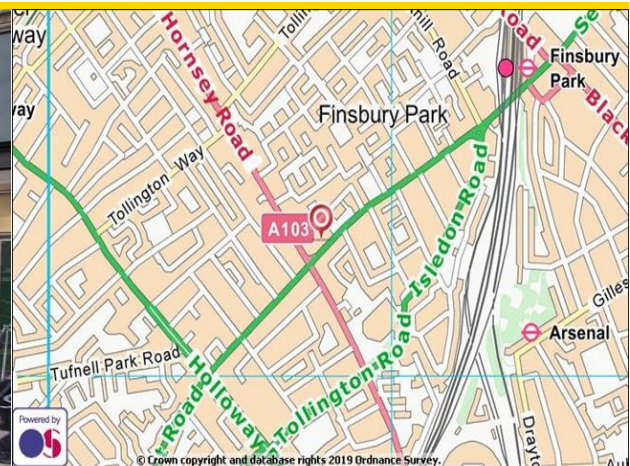 way
way
Hornsey Road
Tollington Way
Finsbury Park
Finsbury
Park
Road
Black
A103
Isledon Road
Arsenal
Gilles
Tufnell Park Road
Holloway
Tollington Road
Road
Drayt
Powered by
OS
© Crown copyright and database rights 2019 Ordnance Survey.